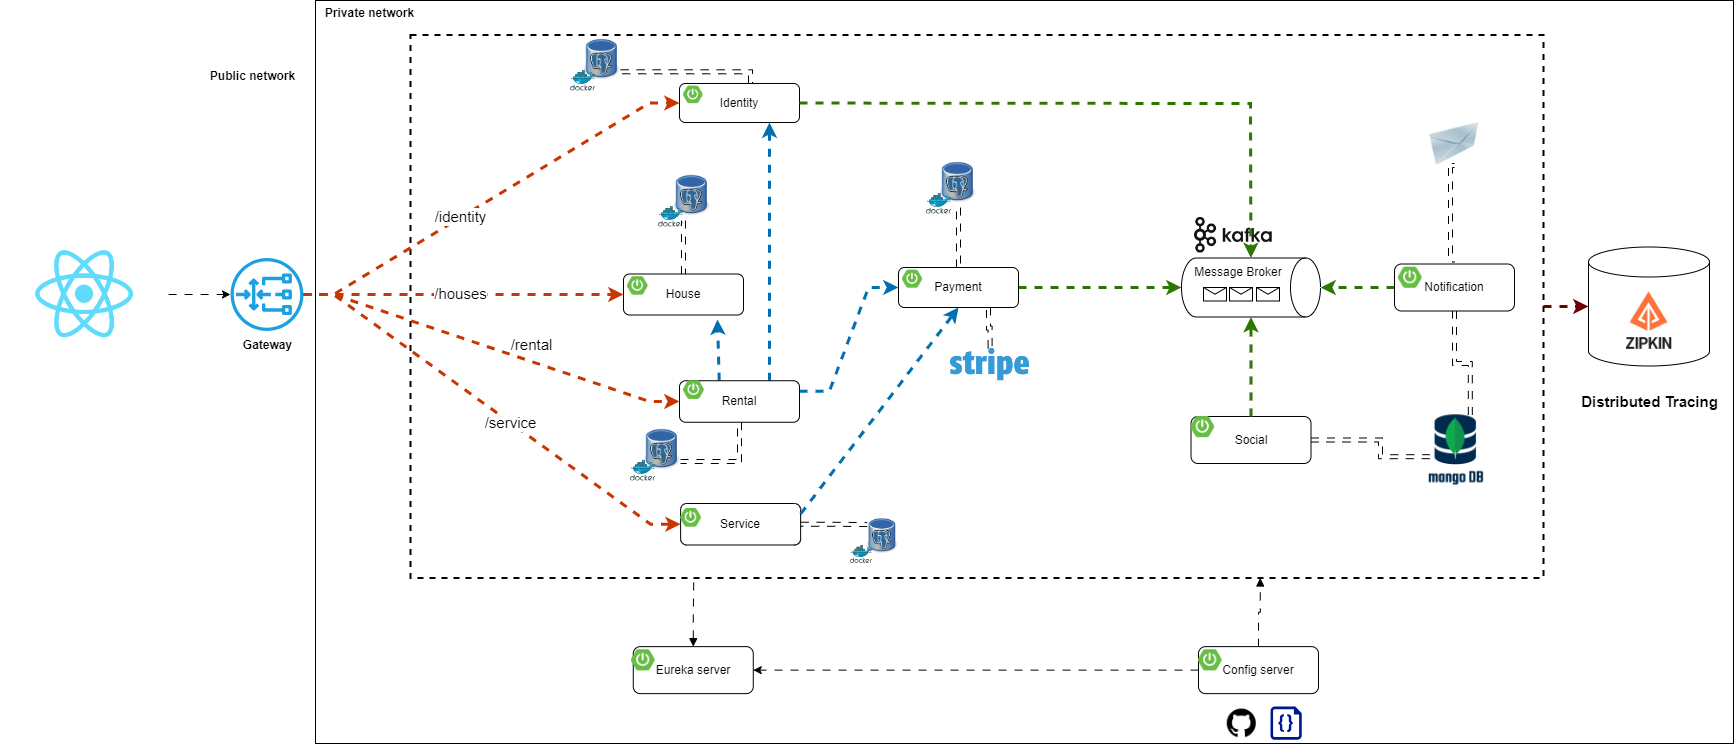 Private network
Public network
docker
Identity
/identity
docker
docker
House
/houses
Gateway
/rental
Payment
stripe
kafka
Message Broker
Notification
ZIPKIN
Distributed Tracing
Rental
docker
/service
Service
docker
Social
mongo DB
Eureka server
Config server
{}